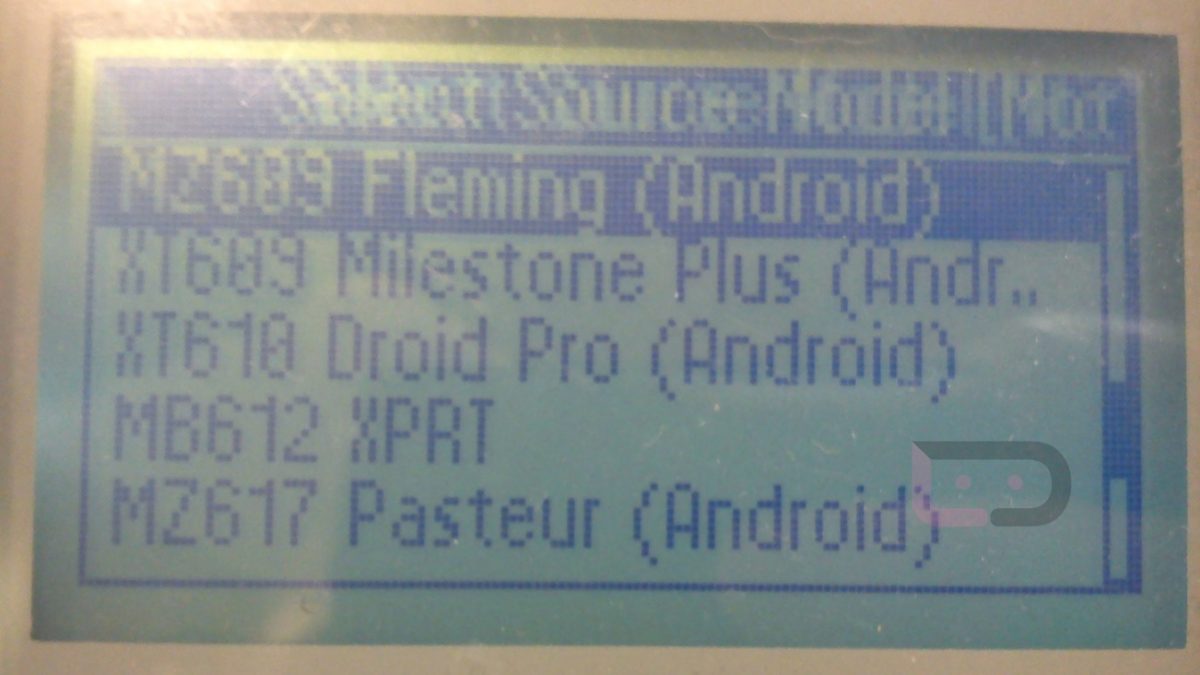 Select Source Model (Mot
MZ609 Fleming (Android)
XT609 Milestone Plus (Andr..
XT610 Droid Pro (Android)
MB612 XPRT
MZ617 Pasteur (Android)